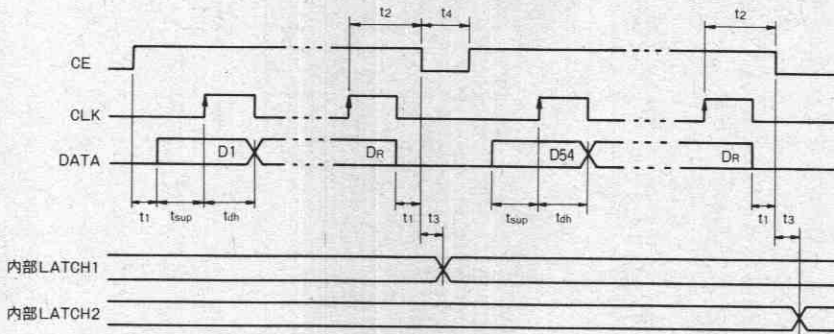 t2 t4 t2
CE
CLK
DATA D1 DR D54 DR
t1 tsup tdh t1 t3 tsup tdh t1 t3
内部LATCH1
内部LATCH2